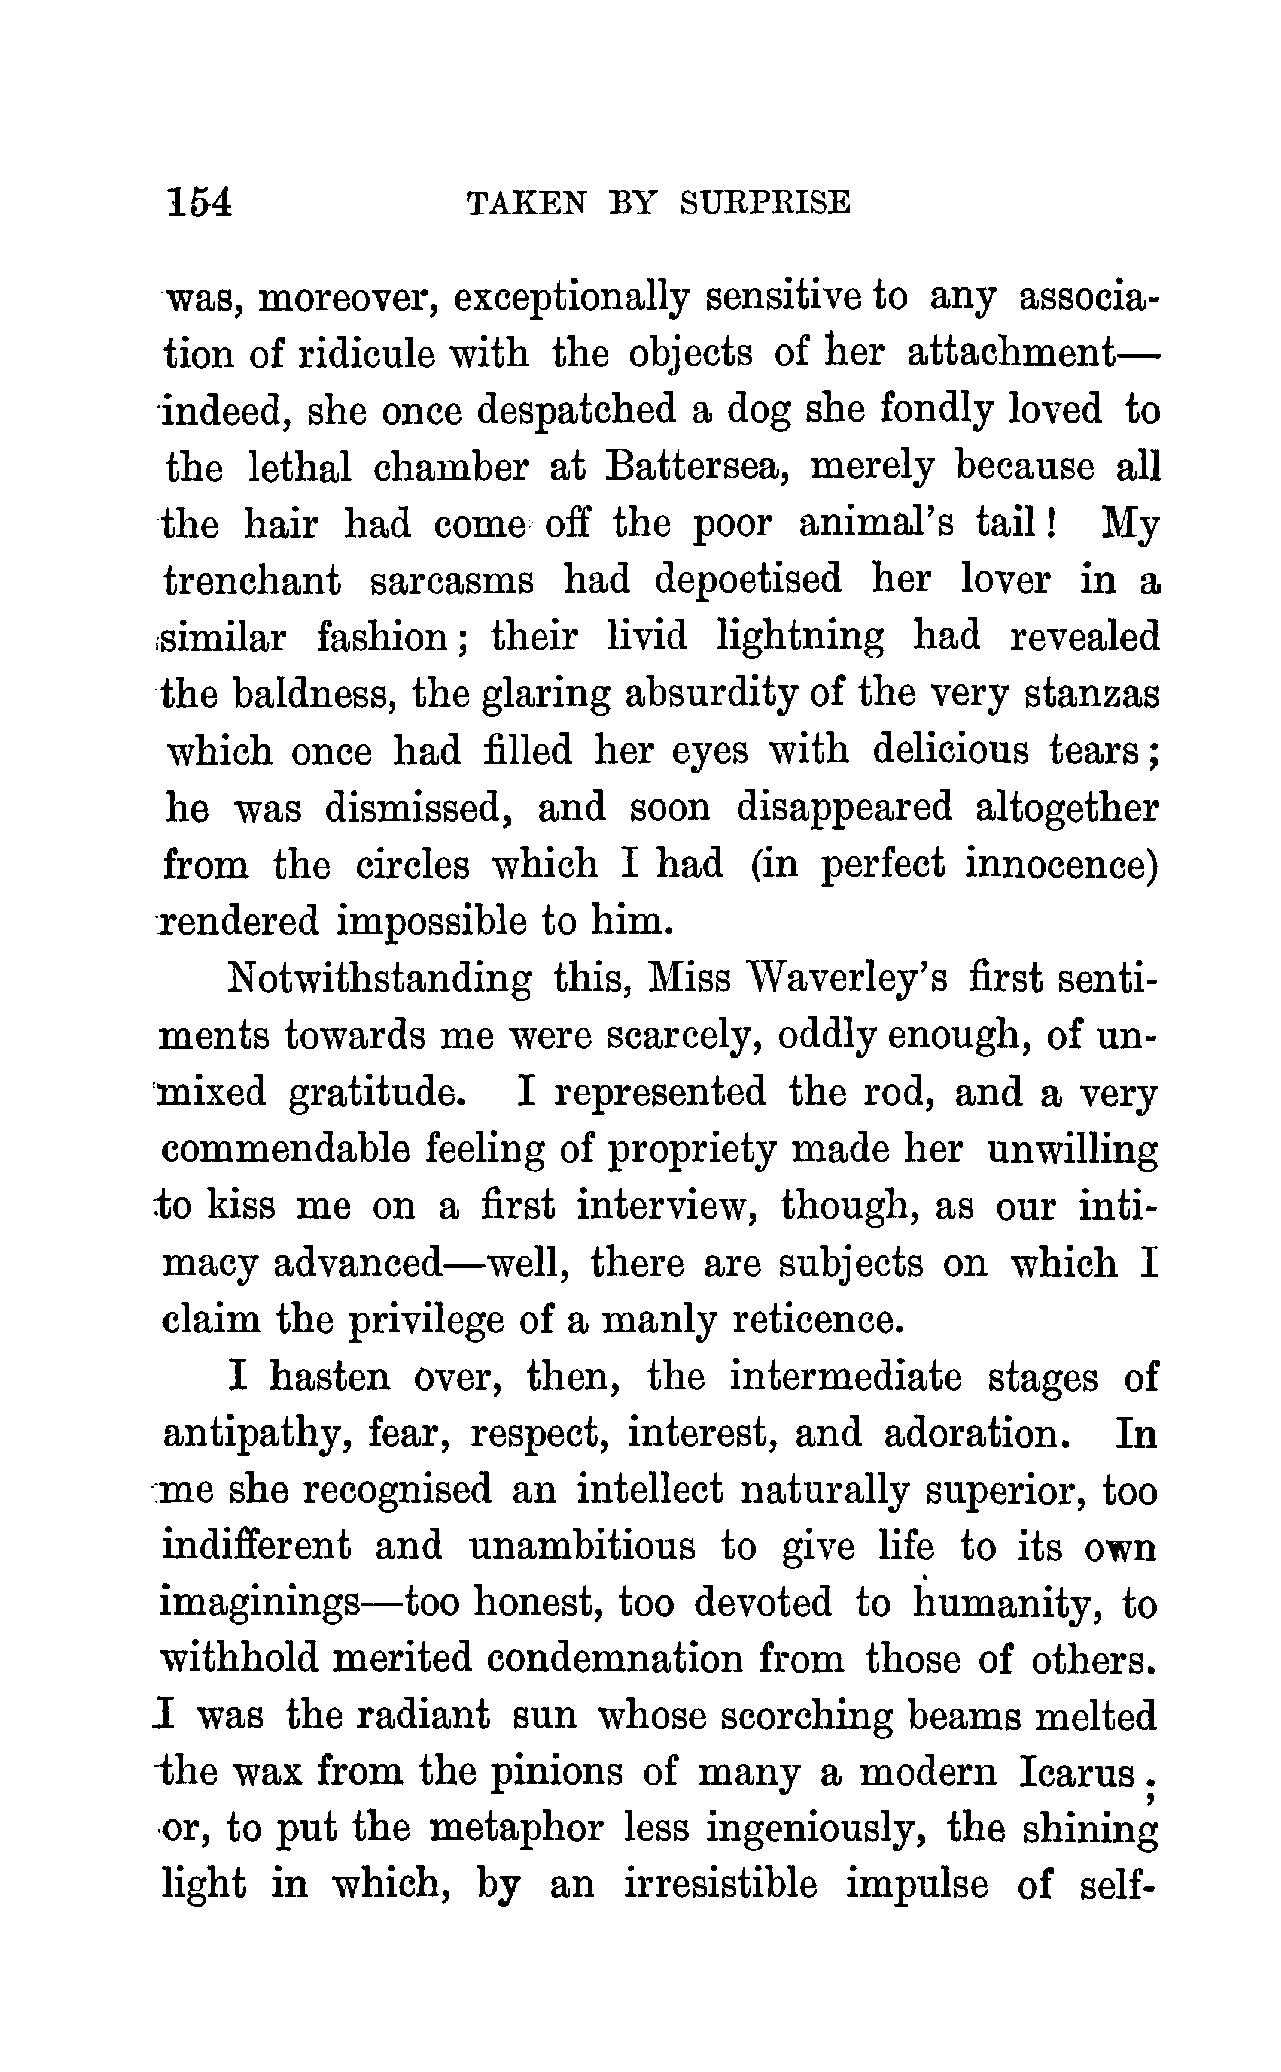 154 TAKEN BY SURPRISE
was, moreover, exceptionally sensitive to any associa-
tion of ridicule with the objects of her attachment—
indeed, she once despatched a dog she fondly loved to
the lethal chamber at Battersea, merely because all
the hair had come off the poor animal's tail! My
trenchant sarcasms had depoetised her lover in a
similar fashion; their livid lightning had revealed
the baldness, the glaring absurdity of the very stanzas
which once had filled her eyes with delicious tears;
he was dismissed, and soon disappeared altogether
from the circles which I had (in perfect innocence)
rendered impossible to him.
Notwithstanding this, Miss Waverley's first senti-
ments towards me were scarcely, oddly enough, of un-
mixed gratitude. I represented the rod, and a very
commendable feeling of propriety made her unwilling
to kiss me on a first interview, though, as our inti-
macy advanced—well, there are subjects on which I
claim the privilege of a manly reticence.
I hasten over, then, the intermediate stages of
antipathy, fear, respect, interest, and adoration. In
me she recognised an intellect naturally superior, too
indifferent and unambitious to give life to its own
imaginings—too honest, too devoted to humanity, to
withhold merited condemnation from those of others.
I was the radiant sun whose scorching beams melted
the wax from the pinions of many a modern Icarus;
or, to put the metaphor less ingeniously, the shining
light in which, by an irresistible impulse of self-